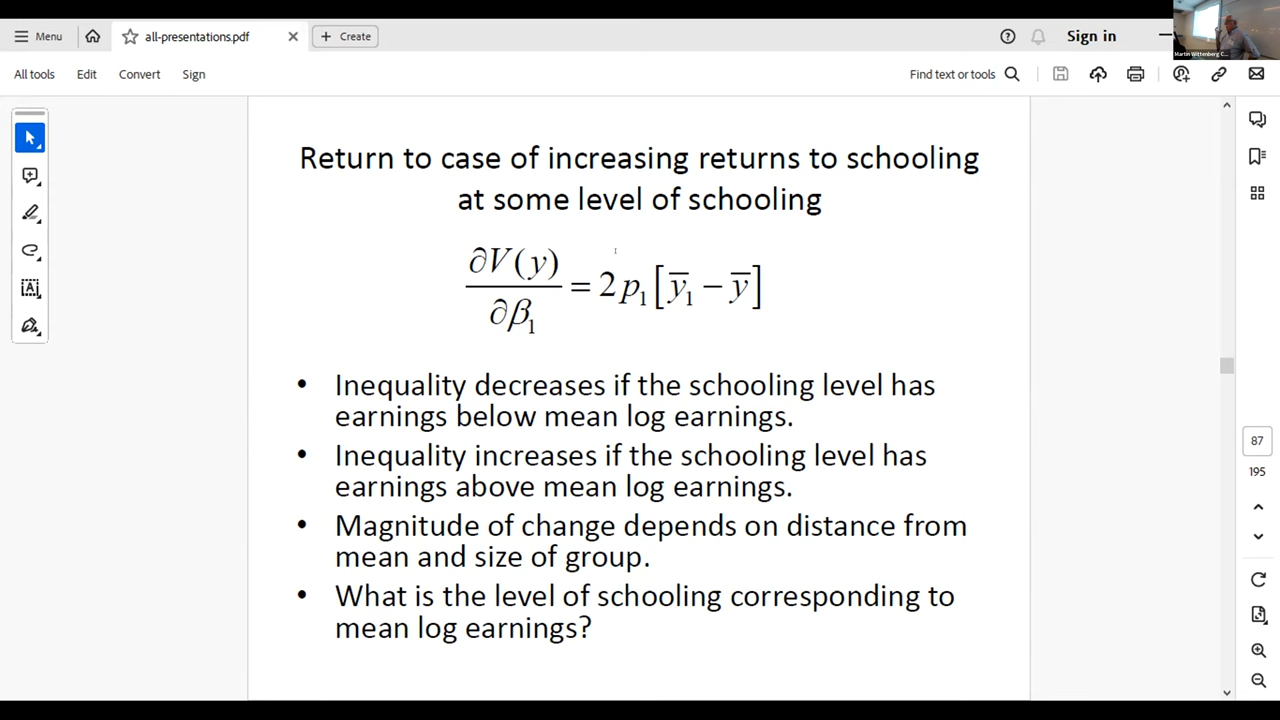 Menu
all-presentations.pdf
Create
Sign in
All tools
Edit
Convert
Sign
Find text or tools
Martin Wittenberg C...
Return to case of increasing returns to schooling
at some level of schooling
∂V(y)/∂β₁ = 2p₁[ȳ₁ − ȳ]
• Inequality decreases if the schooling level has
earnings below mean log earnings.
• Inequality increases if the schooling level has
earnings above mean log earnings.
• Magnitude of change depends on distance from
mean and size of group.
• What is the level of schooling corresponding to
mean log earnings?
87
195